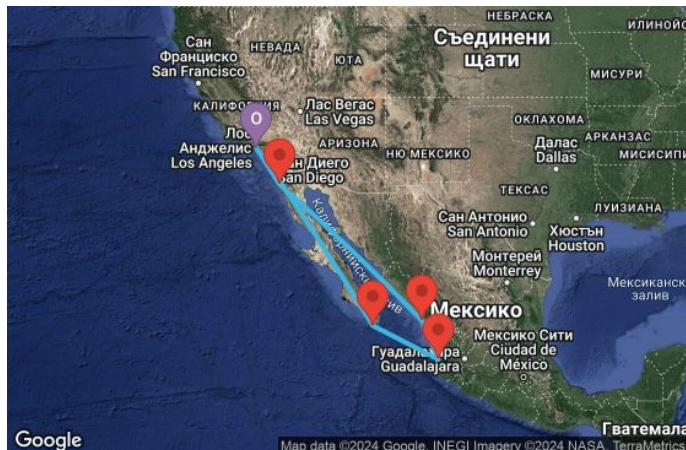 НЕБРАСКА
Сан
Франциско
San Francisco
НЕВАДА
ЮТА
Съединени
щати
ИЛИНОЙС
МИСУРИ
КАЛИФОРНИЯ
Лас Вегас
Las Vegas
O
Лос
Анджелис
Los Angeles
АРИЗОНА
НЮ МЕКСИКО
ОКЛАХОМА
АРКАНЗАС
МИСИСИПИ
Далас
Dallas
ан Диего
San Diego
ТЕКСАС
ЛУИЗИАНА
Сан Антонио
San Antonio
Хюстън
Houston
Калифорнийски залив
Монтерей
Monterrey
Мексикански
залив
Мексико
Гуадалахара
Guadalajara
Мексико Сити
Ciudad de
México
Гватемала
Google
Map data ©2024 Google, INEGI Imagery ©2024 NASA, TerraMetrics